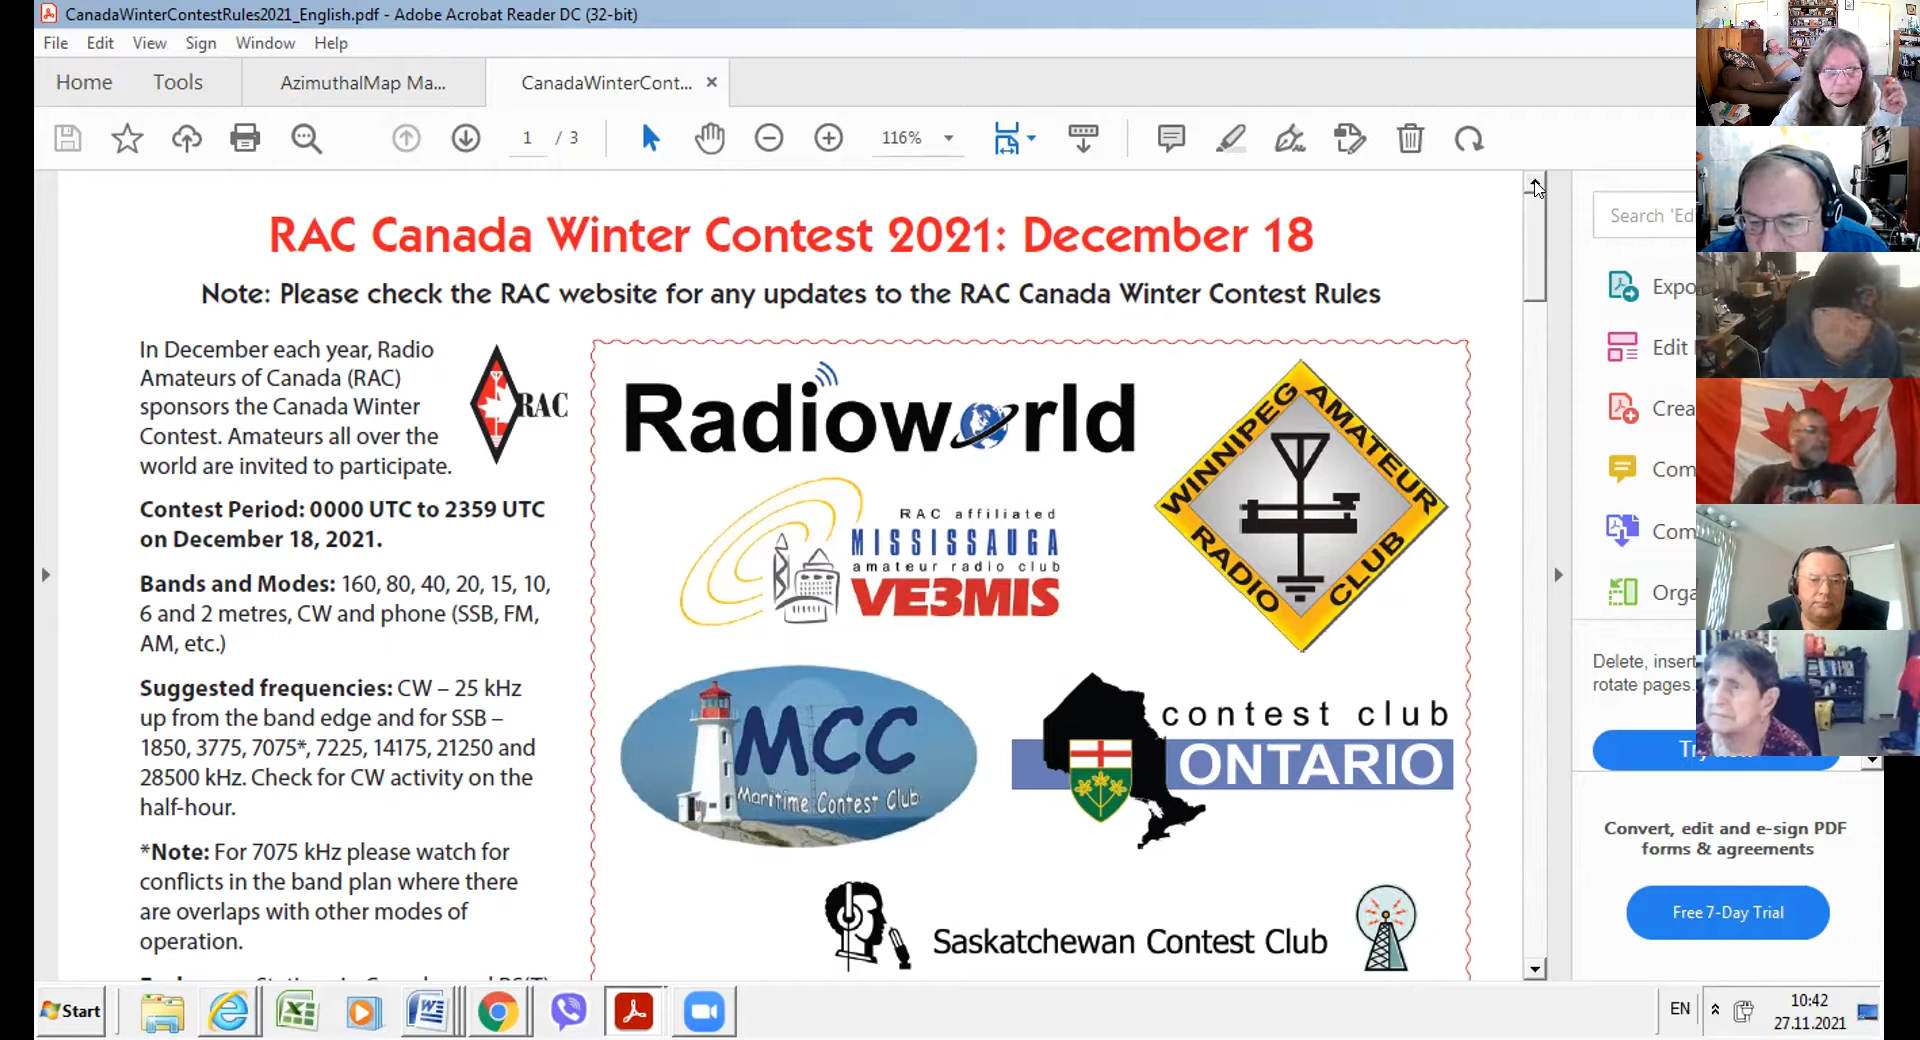 CanadaWinterContestRules2021_English.pdf - Adobe Acrobat Reader DC (32-bit)
File Edit View Sign Window Help
Home Tools AzimuthalMap Ma... CanadaWinterCont... ×
1 / 3 116%
RAC Canada Winter Contest 2021: December 18
Note: Please check the RAC website for any updates to the RAC Canada Winter Contest Rules
In December each year, Radio
Amateurs of Canada (RAC)
sponsors the Canada Winter
Contest. Amateurs all over the
world are invited to participate.
RAC
Contest Period: 0000 UTC to 2359 UTC
on December 18, 2021.
Bands and Modes: 160, 80, 40, 20, 15, 10,
6 and 2 metres, CW and phone (SSB, FM,
AM, etc.)
Suggested frequencies: CW – 25 kHz
up from the band edge and for SSB –
1850, 3775, 7075*, 7225, 14175, 21250 and
28500 kHz. Check for CW activity on the
half-hour.
*Note: For 7075 kHz please watch for
conflicts in the band plan where there
are overlaps with other modes of
operation.
Radioworld
WINNIPEG AMATEUR
RADIO CLUB
RAC affiliated
MISSISSAUGA
amateur radio club
VE3MIS
MCC
Maritime Contest Club
contest club
ONTARIO
Saskatchewan Contest Club
Search 'Ed
Expo
Edit
Crea
Com
Com
Orga
Delete, insert
rotate pages.
Convert, edit and e-sign PDF
forms & agreements
Free 7-Day Trial
Start
EN
10:42
27.11.2021